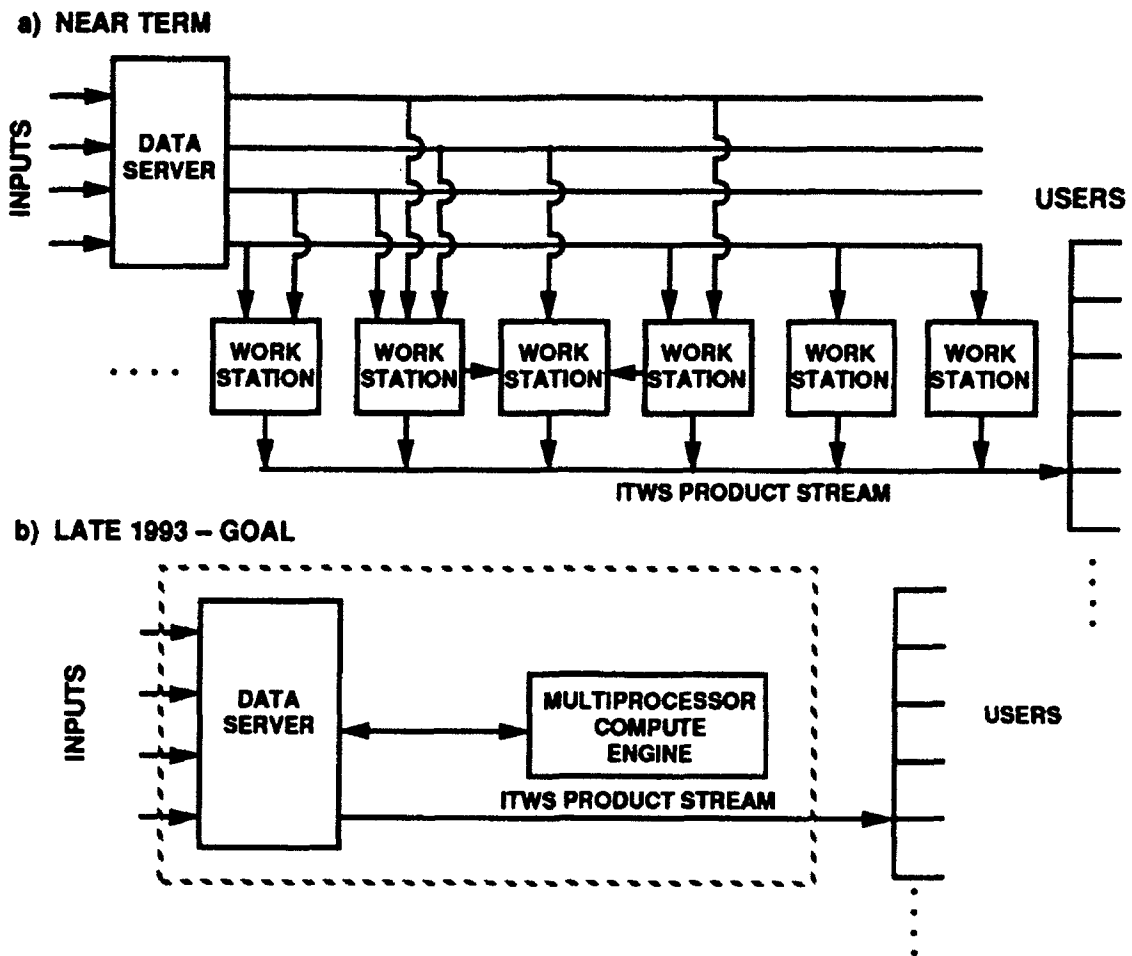 a) NEAR TERM
INPUTS
DATA
SERVER
USERS
WORK
STATION
WORK
STATION
WORK
STATION
WORK
STATION
WORK
STATION
WORK
STATION
ITWS PRODUCT STREAM
b) LATE 1993 – GOAL
INPUTS
DATA
SERVER
MULTIPROCESSOR
COMPUTE
ENGINE
ITWS PRODUCT STREAM
USERS